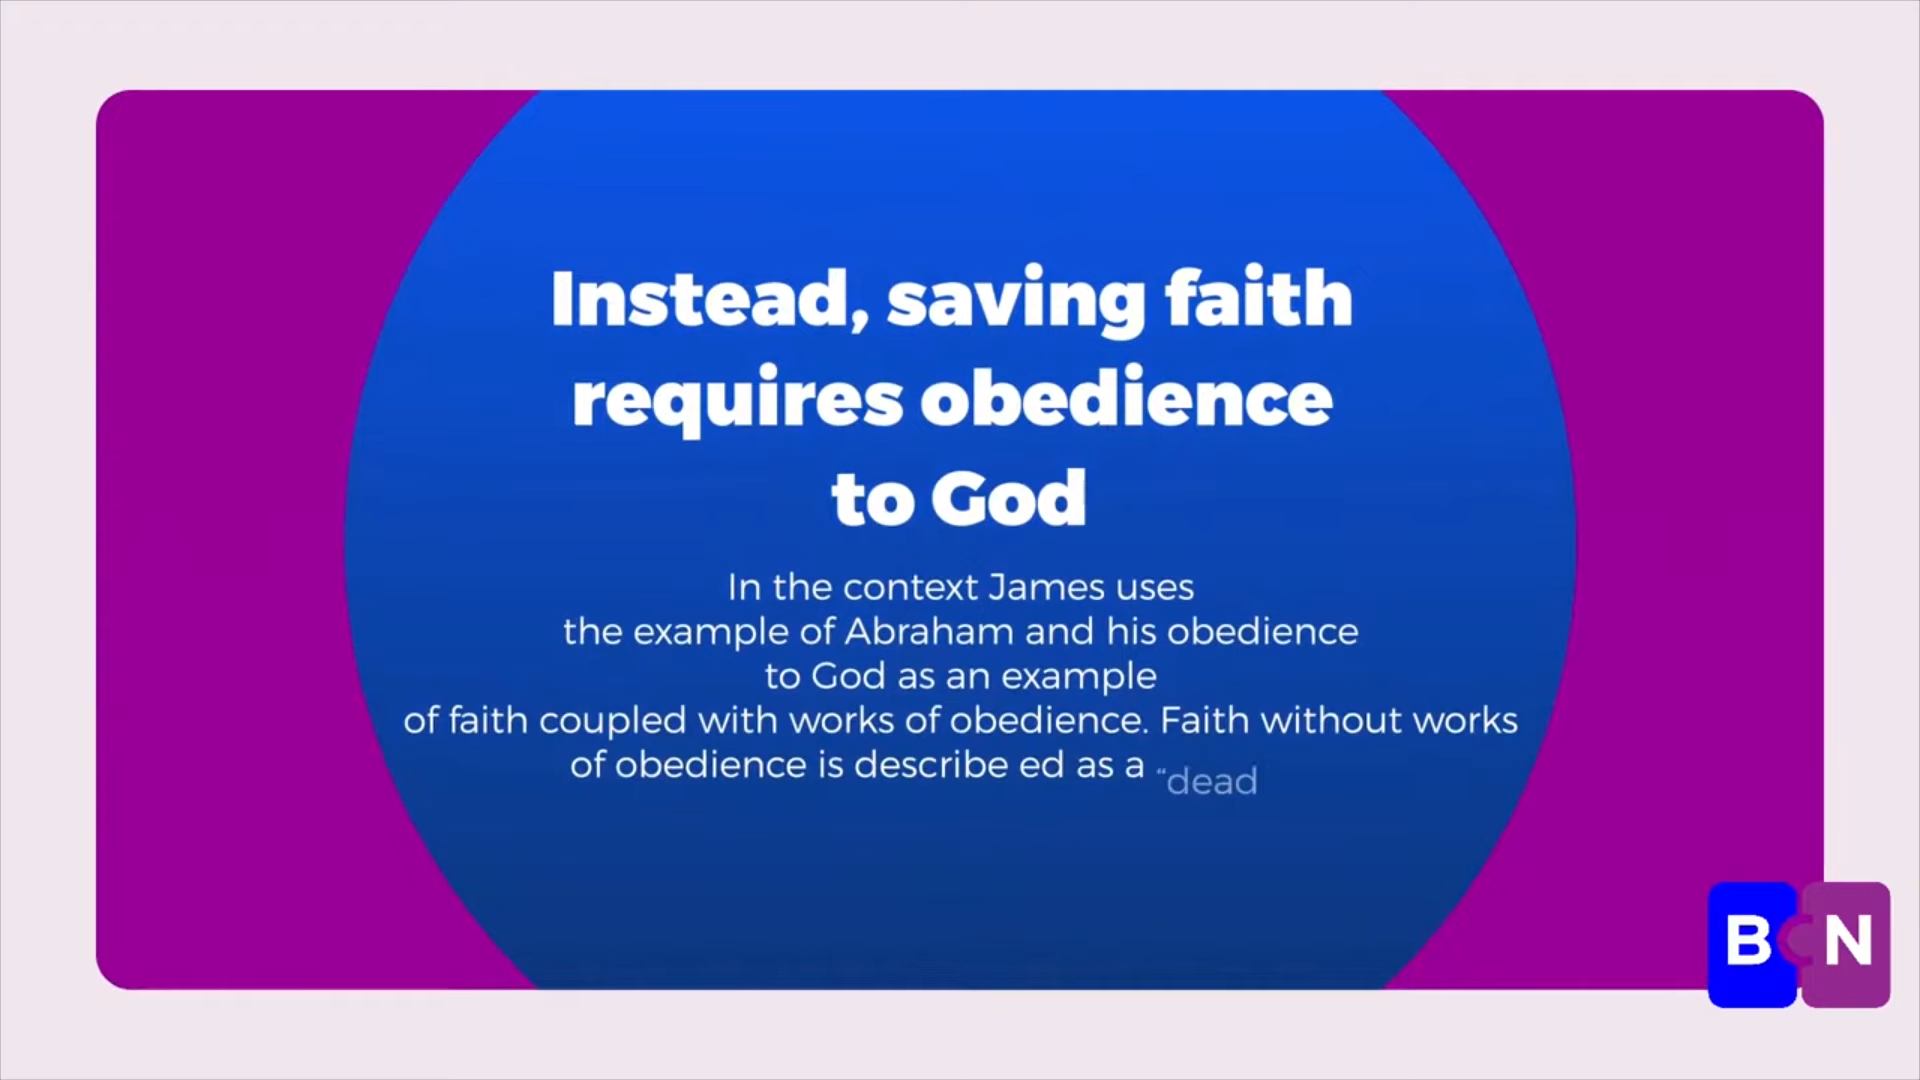 Instead, saving faith
requires obedience
to God
In the context James uses
the example of Abraham and his obedience
to God as an example
of faith coupled with works of obedience. Faith without works
of obedience is describe ed as a “dead
BCN